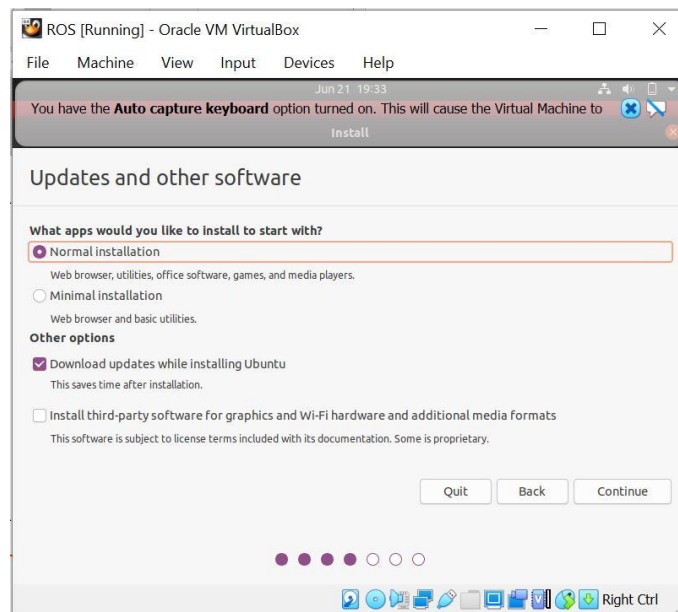 ROS [Running] - Oracle VM VirtualBox
File Machine View Input Devices Help
Jun 21 19:33
You have the Auto capture keyboard option turned on. This will cause the Virtual Machine to
Install
Updates and other software
What apps would you like to install to start with?
Normal installation
Web browser, utilities, office software, games, and media players.
Minimal installation
Web browser and basic utilities.
Other options
Download updates while installing Ubuntu
This saves time after installation.
Install third-party software for graphics and Wi-Fi hardware and additional media formats
This software is subject to license terms included with its documentation. Some is proprietary.
Quit Back Continue
Right Ctrl